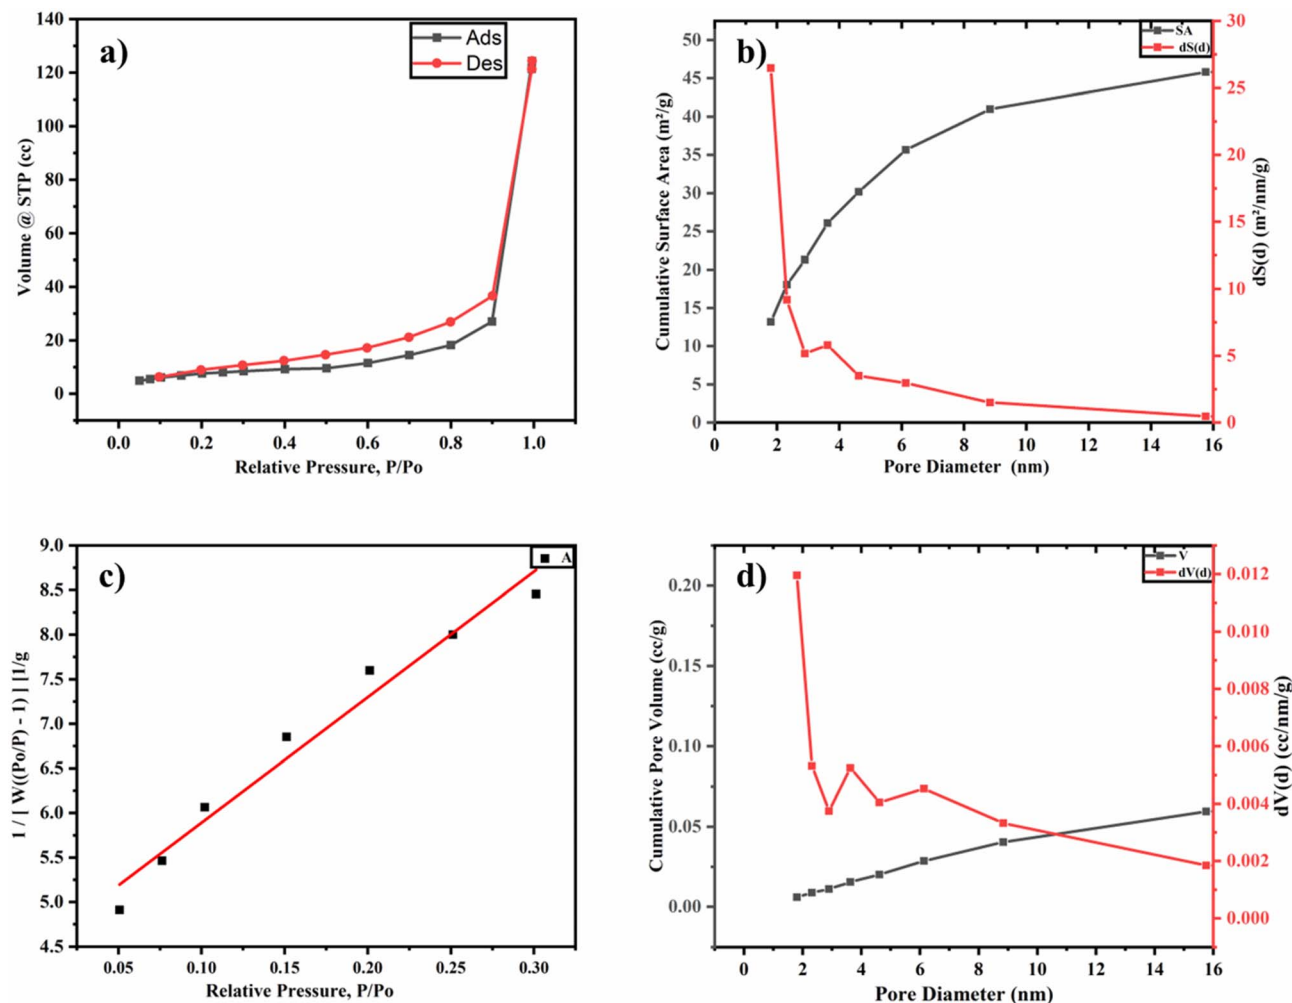 a)
Ads
Des
140
120
100
80
60
40
20
0
Volume @ STP (cc)
0.0 0.2 0.4 0.6 0.8 1.0
Relative Pressure, P/Po
b)
SA
dS(d)
50
45
40
35
30
25
20
15
10
5
0
Cumulative Surface Area (m²/g)
30
25
20
15
10
5
0
dS(d) (m²/nm/g)
0 2 4 6 8 10 12 14 16
Pore Diameter (nm)
c)
A
9.0
8.5
8.0
7.5
7.0
6.5
6.0
5.5
5.0
4.5
1 / [ W((Po/P) - 1) ] [1/g
0.05 0.10 0.15 0.20 0.25 0.30
Relative Pressure, P/Po
d)
V
dV(d)
0.20
0.15
0.10
0.05
0.00
Cumulative Pore Volume (cc/g)
0.012
0.010
0.008
0.006
0.004
0.002
0.000
dV(d) (cc/nm/g)
0 2 4 6 8 10 12 14 16
Pore Diameter (nm)